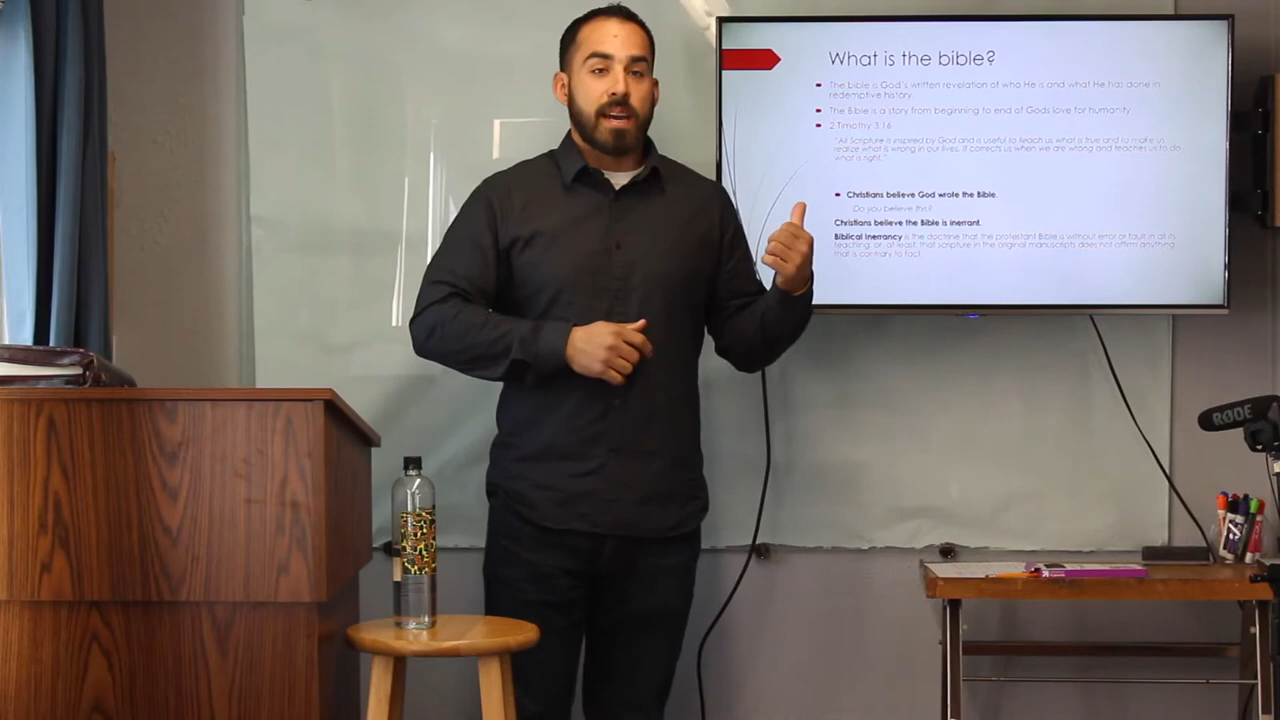 What is the bible?
The bible is God's written revelation of who He is and what He has done in
redemptive history.
The Bible is a story from beginning to end of Gods love for humanity
2 Timothy 3:16
"All Scripture is inspired by God and is useful to teach us what is true and to make us
realize what is wrong in our lives. It corrects us when we are wrong and teaches us to do
what is right."
Christians believe God wrote the Bible.
Do you believe this?
Christians believe the Bible is inerrant.
Biblical Inerrancy is the doctrine that the protestant Bible is without error or fault in all its
teaching; or, at least, that scripture in the original manuscripts does not affirm anything
that is contrary to fact.
RØDE